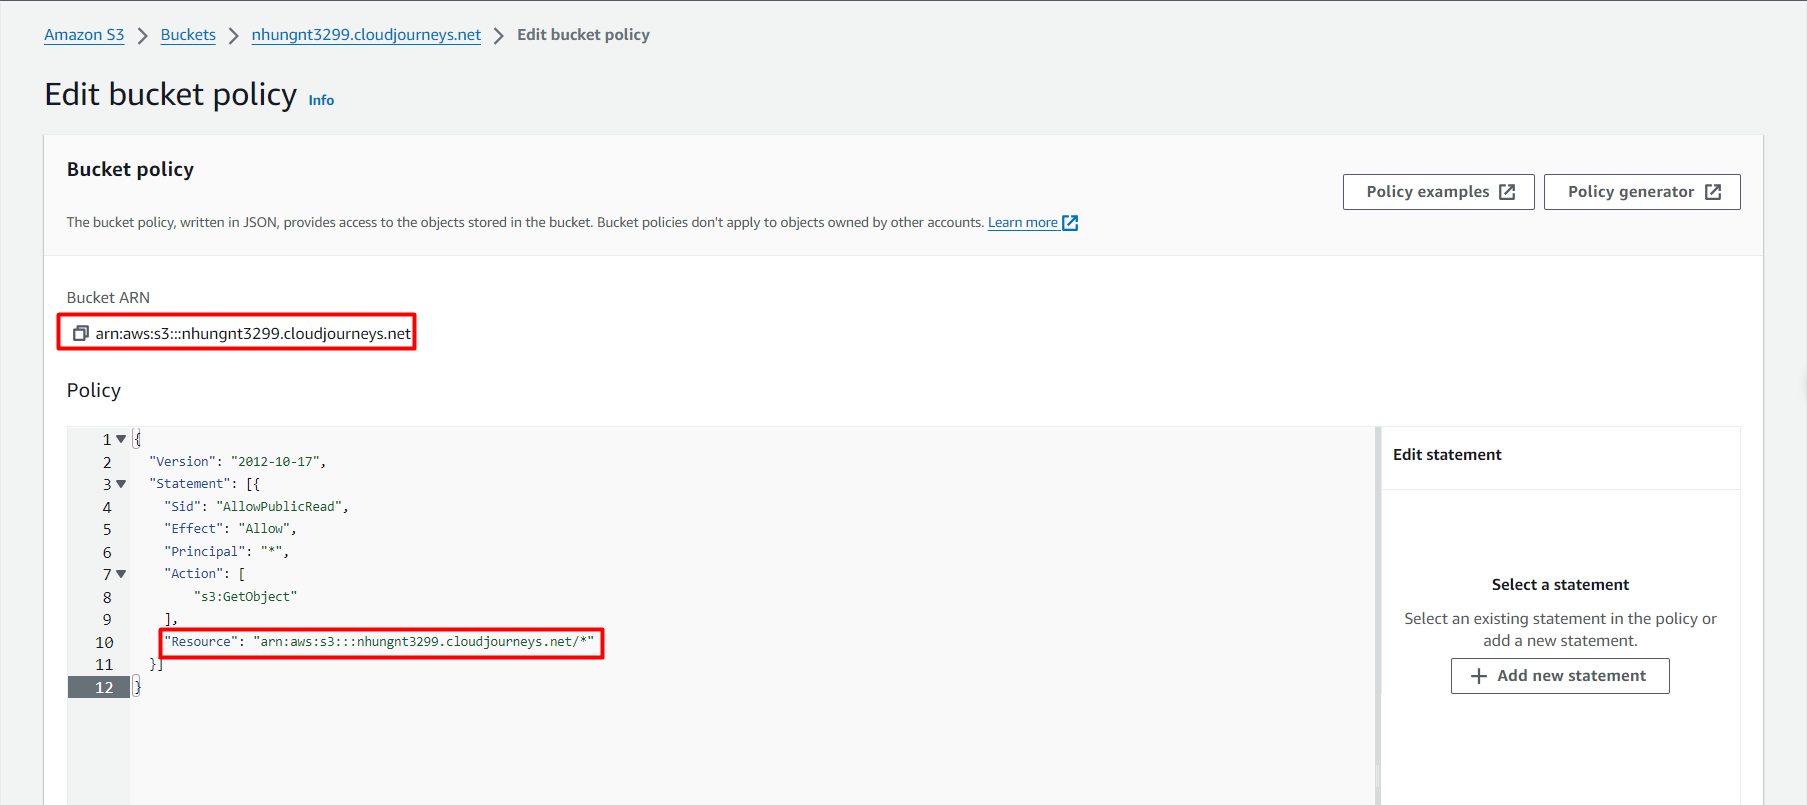 Amazon S3 > Buckets > nhungnt3299.cloudjourneys.net > Edit bucket policy
Edit bucket policy Info
Bucket policy
Policy examples
Policy generator
The bucket policy, written in JSON, provides access to the objects stored in the bucket. Bucket policies don't apply to objects owned by other accounts. Learn more
Bucket ARN
arn:aws:s3:::nhungnt3299.cloudjourneys.net
Policy
1 {
2 "Version": "2012-10-17",
3 "Statement": [{
4 "Sid": "AllowPublicRead",
5 "Effect": "Allow",
6 "Principal": "*",
7 "Action": [
8 "s3:GetObject"
9 ],
10 "Resource": "arn:aws:s3:::nhungnt3299.cloudjourneys.net/*"
11 }]
12 }
Edit statement
Select a statement
Select an existing statement in the policy or
add a new statement.
+ Add new statement